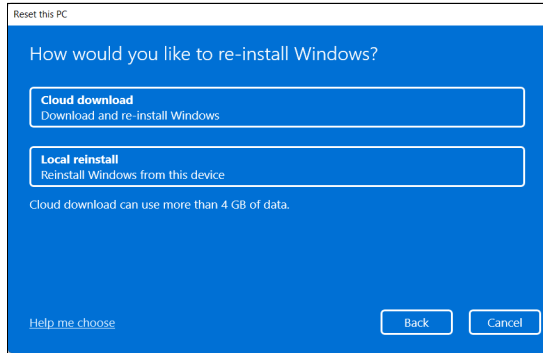 Reset this PC
How would you like to re-install Windows?
Cloud download
Download and re-install Windows
Local reinstall
Reinstall Windows from this device
Cloud download can use more than 4 GB of data.
Help me choose
Back
Cancel